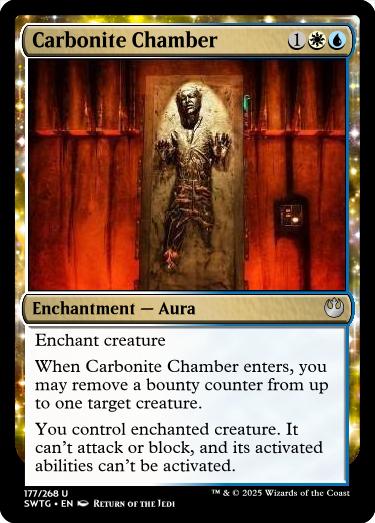 Carbonite Chamber 1
Enchantment — Aura
Enchant creature
When Carbonite Chamber enters, you
may remove a bounty counter from up
to one target creature.
You control enchanted creature. It
can't attack or block, and its activated
abilities can't be activated.
177/268 U
SWTG • EN Return of the Jedi
™ & © 2025 Wizards of the Coast